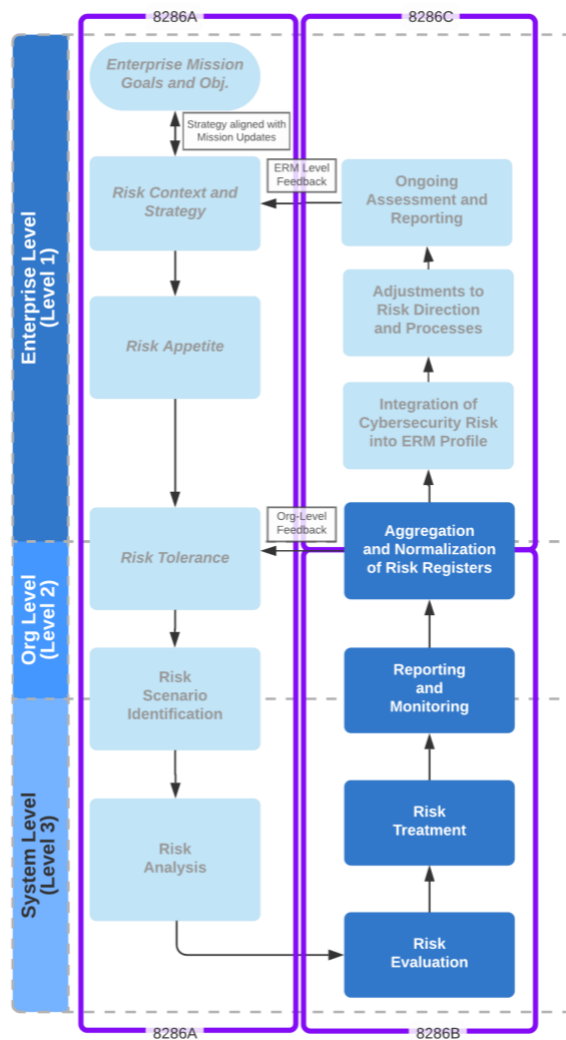 8286A
8286C
Enterprise Level
(Level 1)
Org Level
(Level 2)
System Level
(Level 3)
Enterprise Mission
Goals and Obj.
Strategy aligned with
Mission Updates
Risk Context and
Strategy
Risk Appetite
Risk Tolerance
Risk
Scenario
Identification
Risk
Analysis
ERM Level
Feedback
Org-Level
Feedback
Ongoing
Assessment and
Reporting
Adjustments to
Risk Direction
and Processes
Integration of
Cybersecurity Risk
into ERM Profile
Aggregation
and Normalization
of Risk Registers
Reporting
and
Monitoring
Risk
Treatment
Risk
Evaluation
8286A
8286B